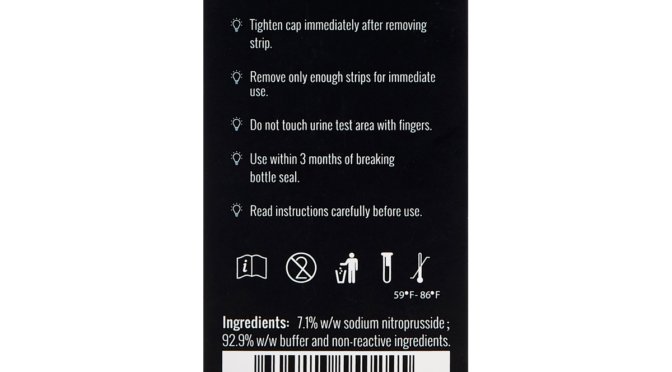 Tighten cap immediately after removing
strip.
Remove only enough strips for immediate
use.
Do not touch urine test area with fingers.
Use within 3 months of breaking
bottle seal.
Read instructions carefully before use.
59°F- 86°F
Ingredients: 7.1% w/w sodium nitroprusside;
92.9% w/w buffer and non-reactive ingredients.